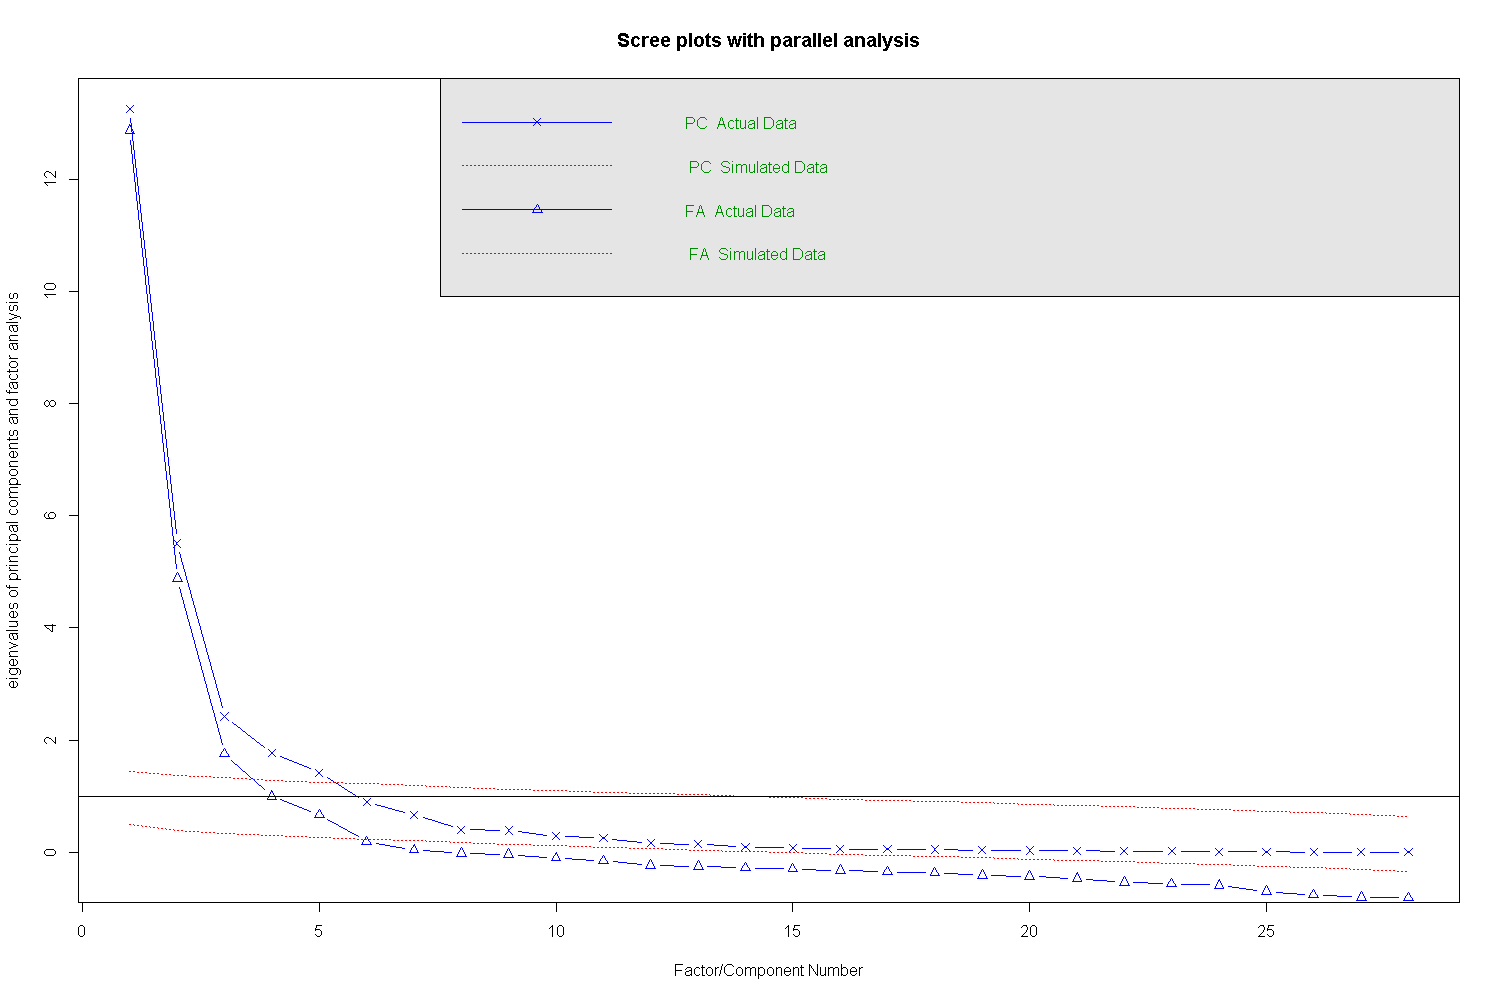 Scree plots with parallel analysis
PC  Actual Data
PC  Simulated Data
FA  Actual Data
FA  Simulated Data
eigenvalues of principal components and factor analysis
12
10
8
6
4
2
0
0 5 10 15 20 25
Factor/Component Number